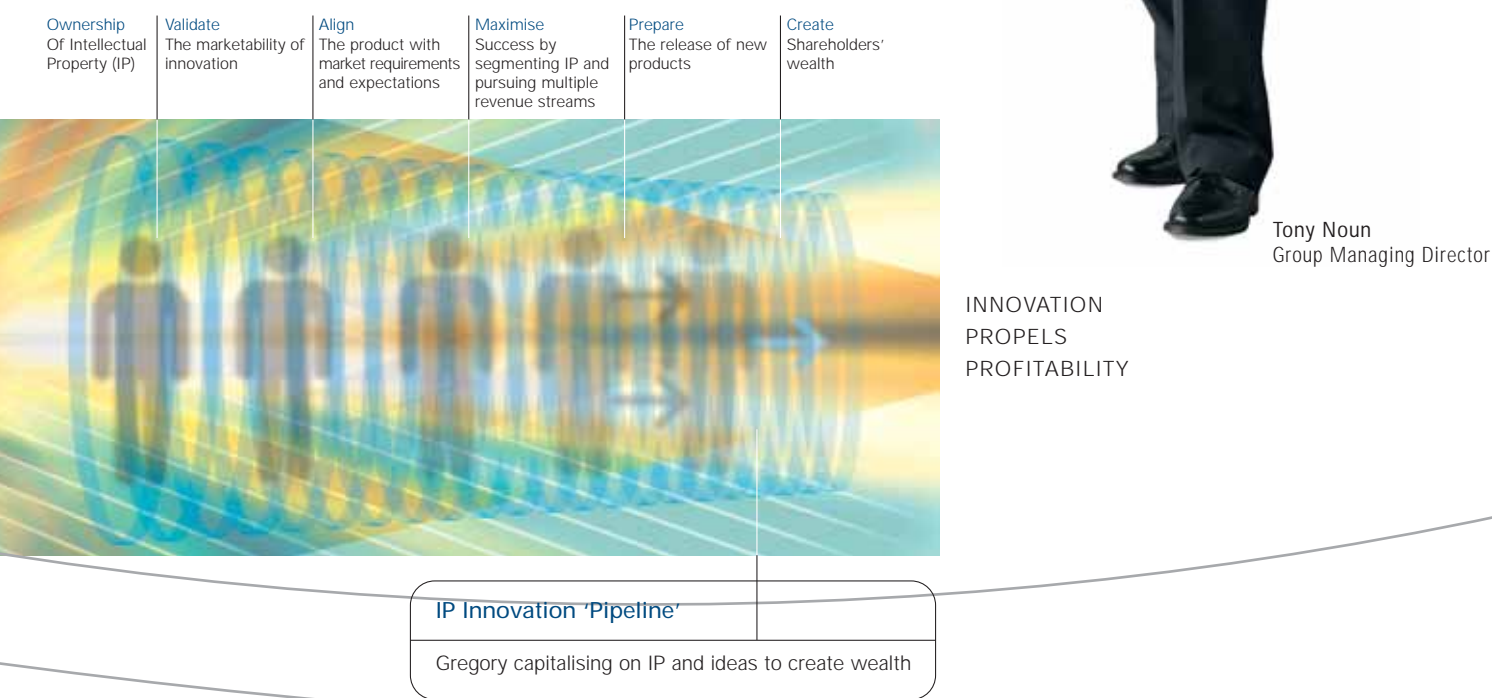 Ownership
Of Intellectual
Property (IP)
Validate
The marketability of
innovation
Align
The product with
market requirements
and expectations
Maximise
Success by
segmenting IP and
pursuing multiple
revenue streams
Prepare
The release of new
products
Create
Shareholders'
wealth
Tony Noun
Group Managing Director
INNOVATION
PROPELS
PROFITABILITY
IP Innovation 'Pipeline'
Gregory capitalising on IP and ideas to create wealth